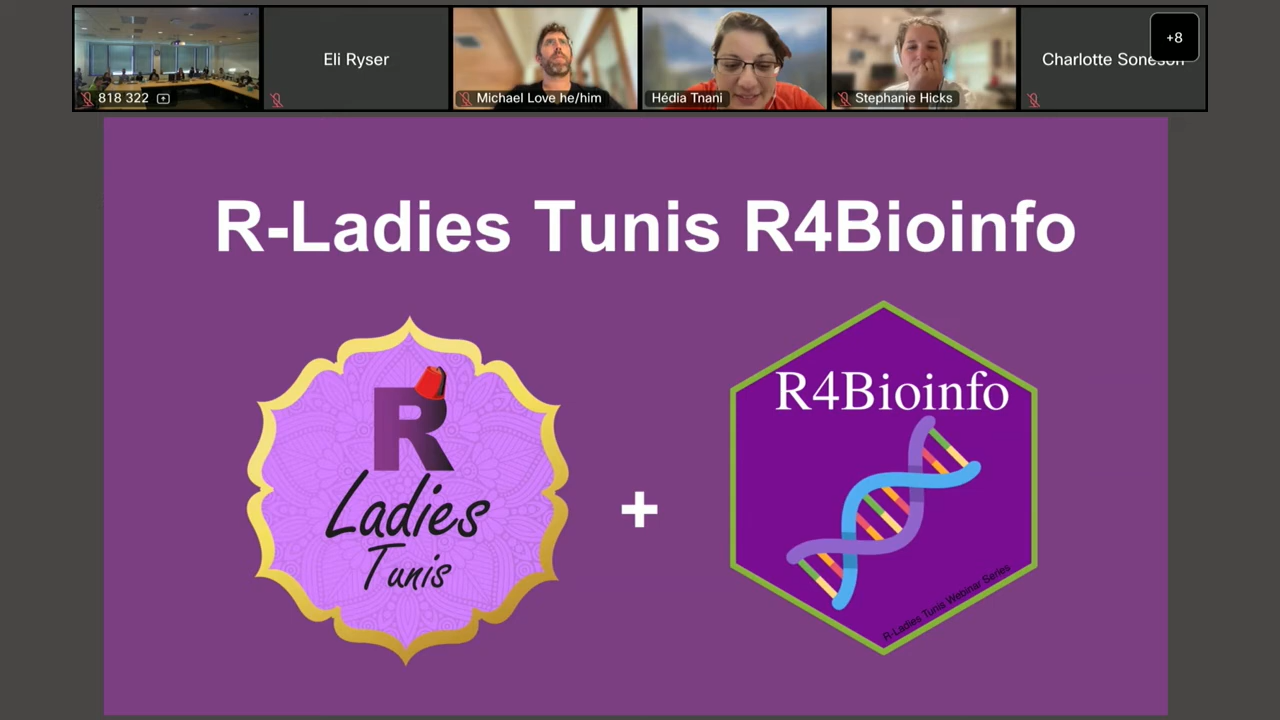 818 322
Eli Ryser
Michael Love he/him
Hédia Tnani
Stephanie Hicks
Charlotte Soneson
+8
R-Ladies Tunis R4Bioinfo
R
Ladies
Tunis
+
R4Bioinfo
R-Ladies Tunis Webinar Series